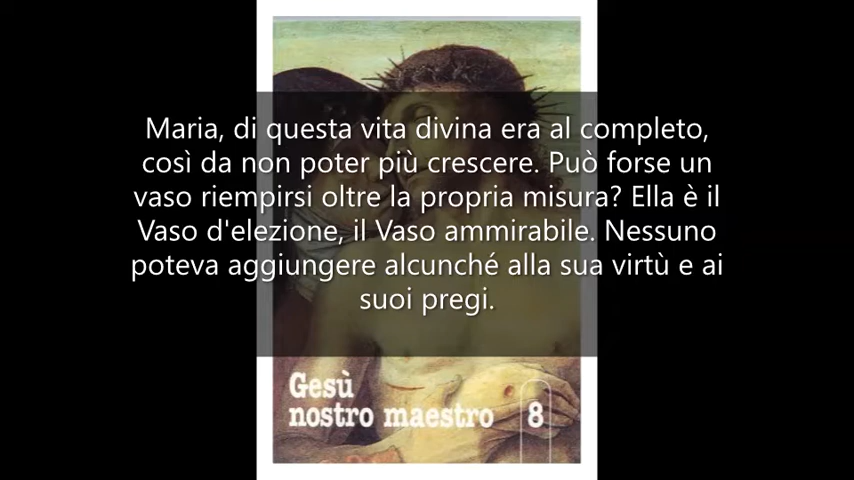 Maria, di questa vita divina era al completo,
così da non poter più crescere. Può forse un
vaso riempirsi oltre la propria misura? Ella è il
Vaso d'elezione, il Vaso ammirabile. Nessuno
poteva aggiungere alcunché alla sua virtù e ai
suoi pregi.
Gesù
nostro maestro 8